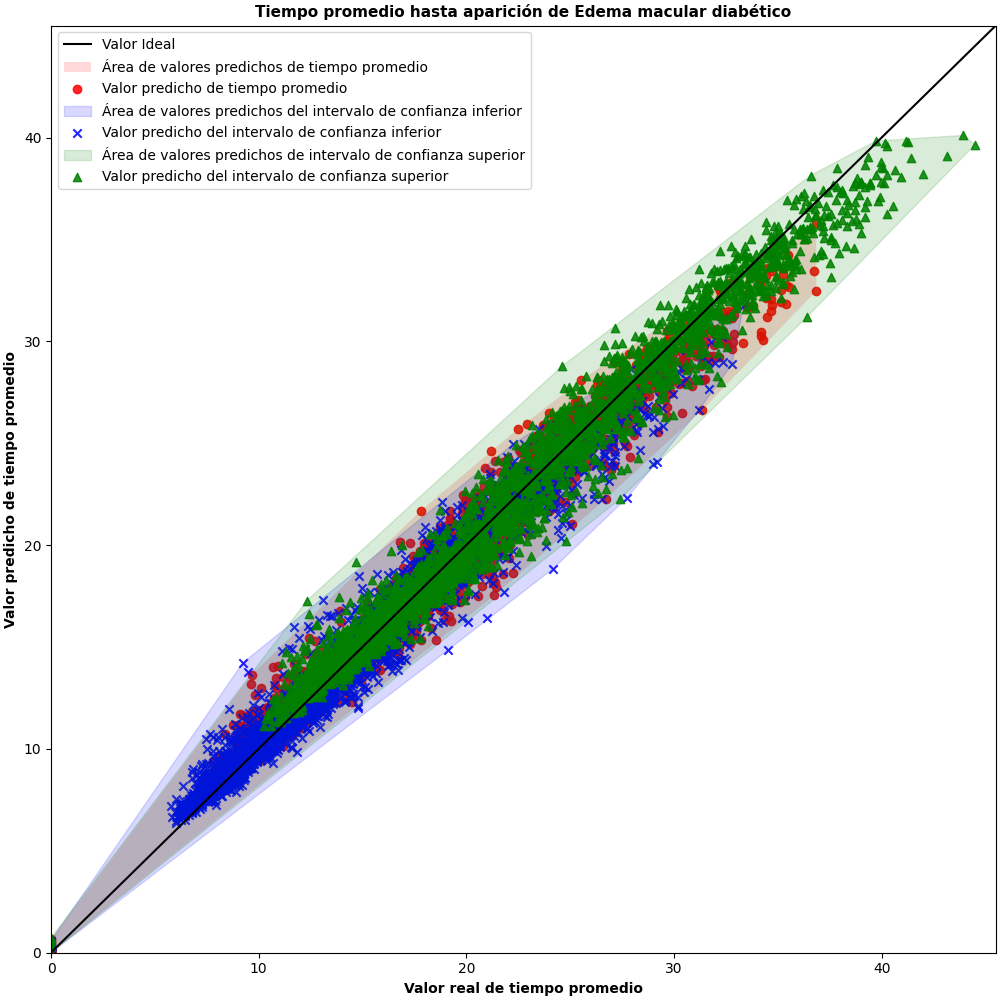 Tiempo promedio hasta aparición de Edema macular diabético
Valor Ideal
Área de valores predichos de tiempo promedio
Valor predicho de tiempo promedio
Área de valores predichos del intervalo de confianza inferior
Valor predicho del intervalo de confianza inferior
Área de valores predichos de intervalo de confianza superior
Valor predicho del intervalo de confianza superior
Valor predicho de tiempo promedio
40
30
20
10
0
0 10 20 30 40
Valor real de tiempo promedio